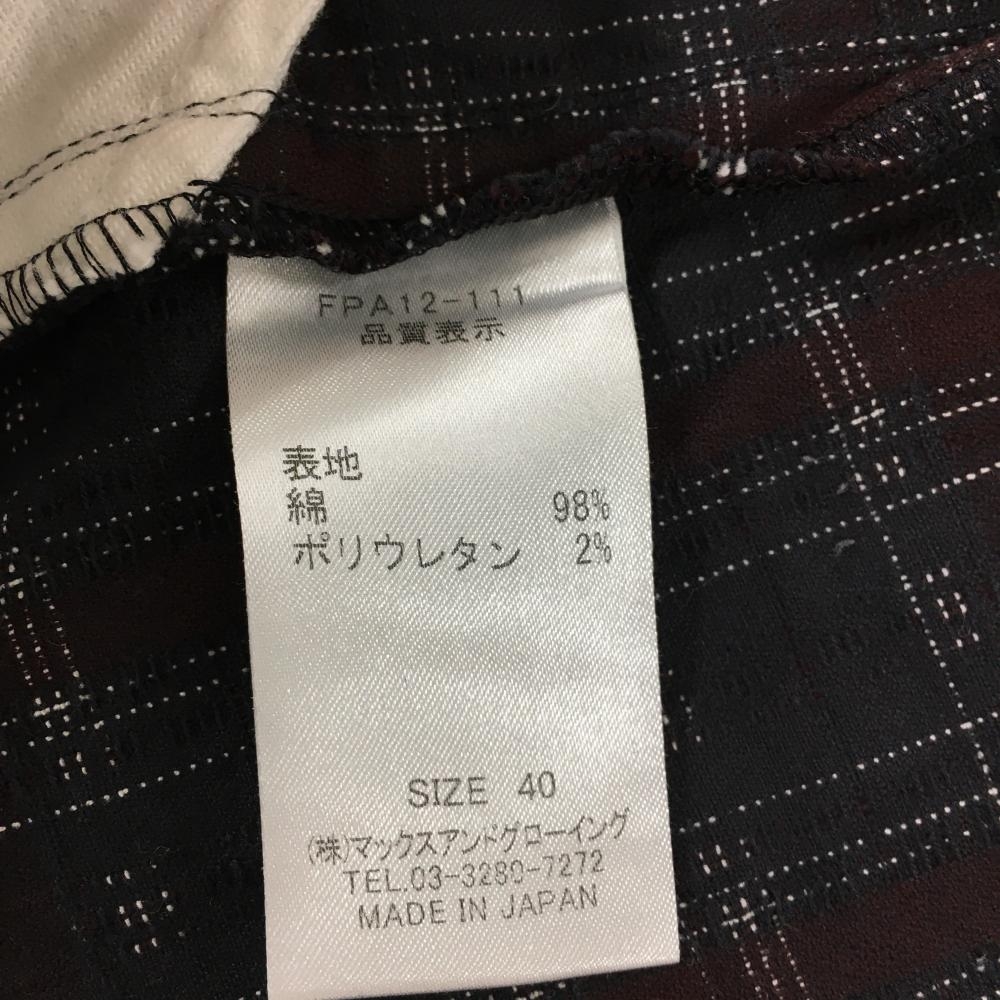 FPA12-111
品質表示
表地
綿 98%
ポリウレタン 2%
SIZE 40
(株)マックスアンドグローイング
TEL.03-3280-7272
MADE IN JAPAN